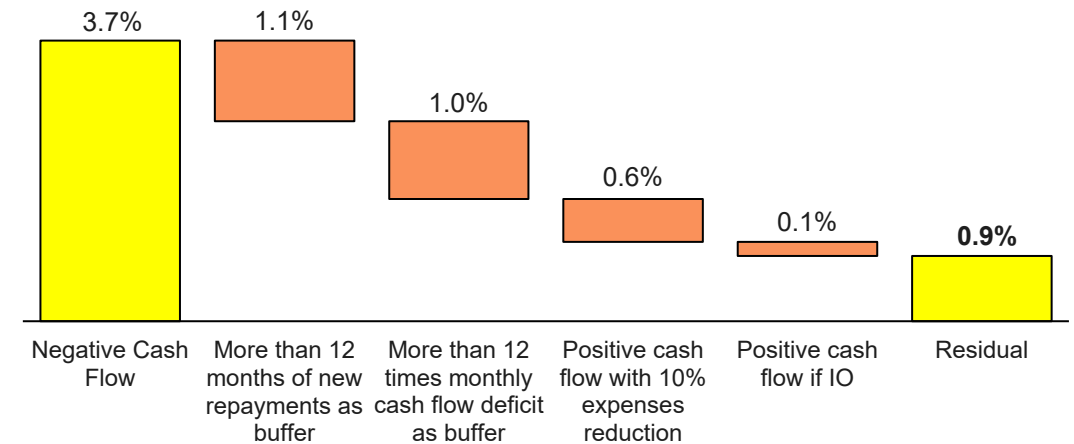 3.7%
1.1%
1.0%
0.6%
0.1%
0.9%
Negative Cash
Flow
More than 12
months of new
repayments as
buffer
More than 12
times monthly
cash flow deficit
as buffer
Positive cash
flow with 10%
expenses
reduction
Positive cash
flow if IO
Residual